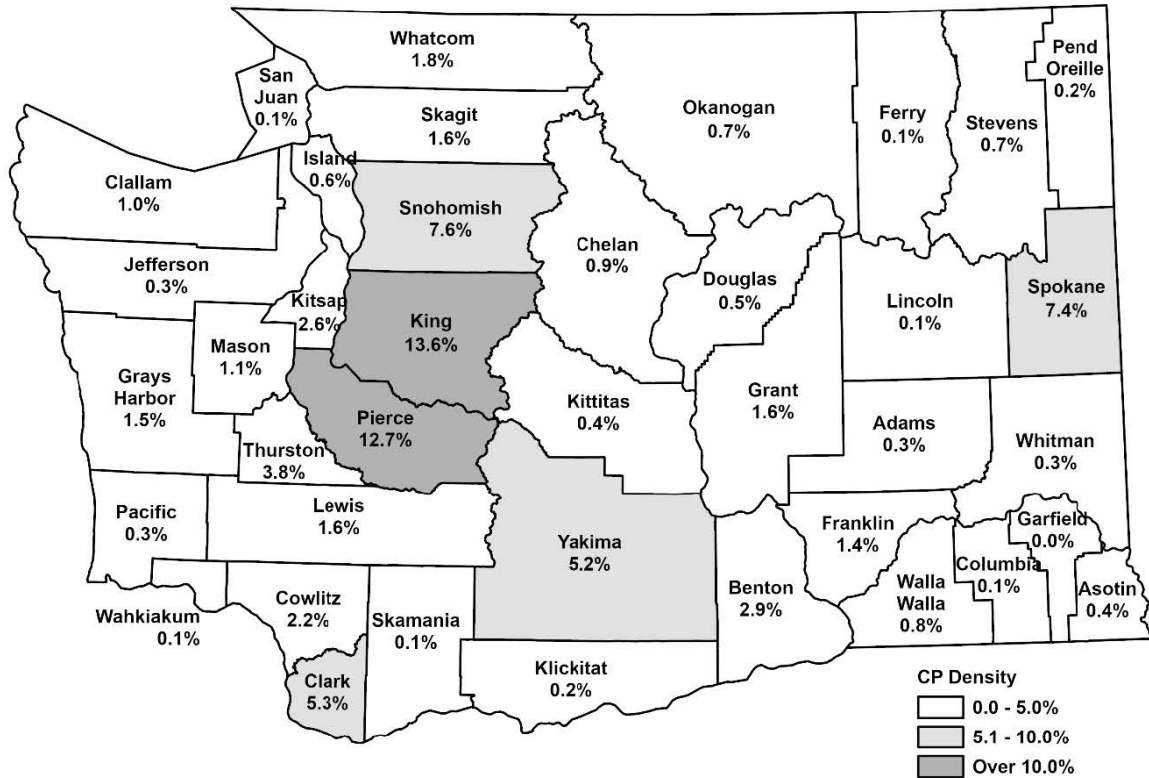 Whatcom
1.8%
San
Juan
0.1%
Skagit
1.6%
Okanogan
0.7%
Ferry
0.1%
Stevens
0.7%
Pend
Oreille
0.2%
Island
0.6%
Clallam
1.0%
Snohomish
7.6%
Chelan
0.9%
Douglas
0.5%
Jefferson
0.3%
Kitsap
2.6%
King
13.6%
Lincoln
0.1%
Spokane
7.4%
Mason
1.1%
Grays
Harbor
1.5%
Pierce
12.7%
Kittitas
0.4%
Grant
1.6%
Adams
0.3%
Whitman
0.3%
Thurston
3.8%
Pacific
0.3%
Lewis
1.6%
Yakima
5.2%
Franklin
1.4%
Garfield
0.0%
Benton
2.9%
Walla
Walla
0.8%
Columbia
0.1%
Asotin
0.4%
Wahkiakum
0.1%
Cowlitz
2.2%
Skamania
0.1%
Klickitat
0.2%
Clark
5.3%
CP Density
0.0 - 5.0%
5.1 - 10.0%
Over 10.0%